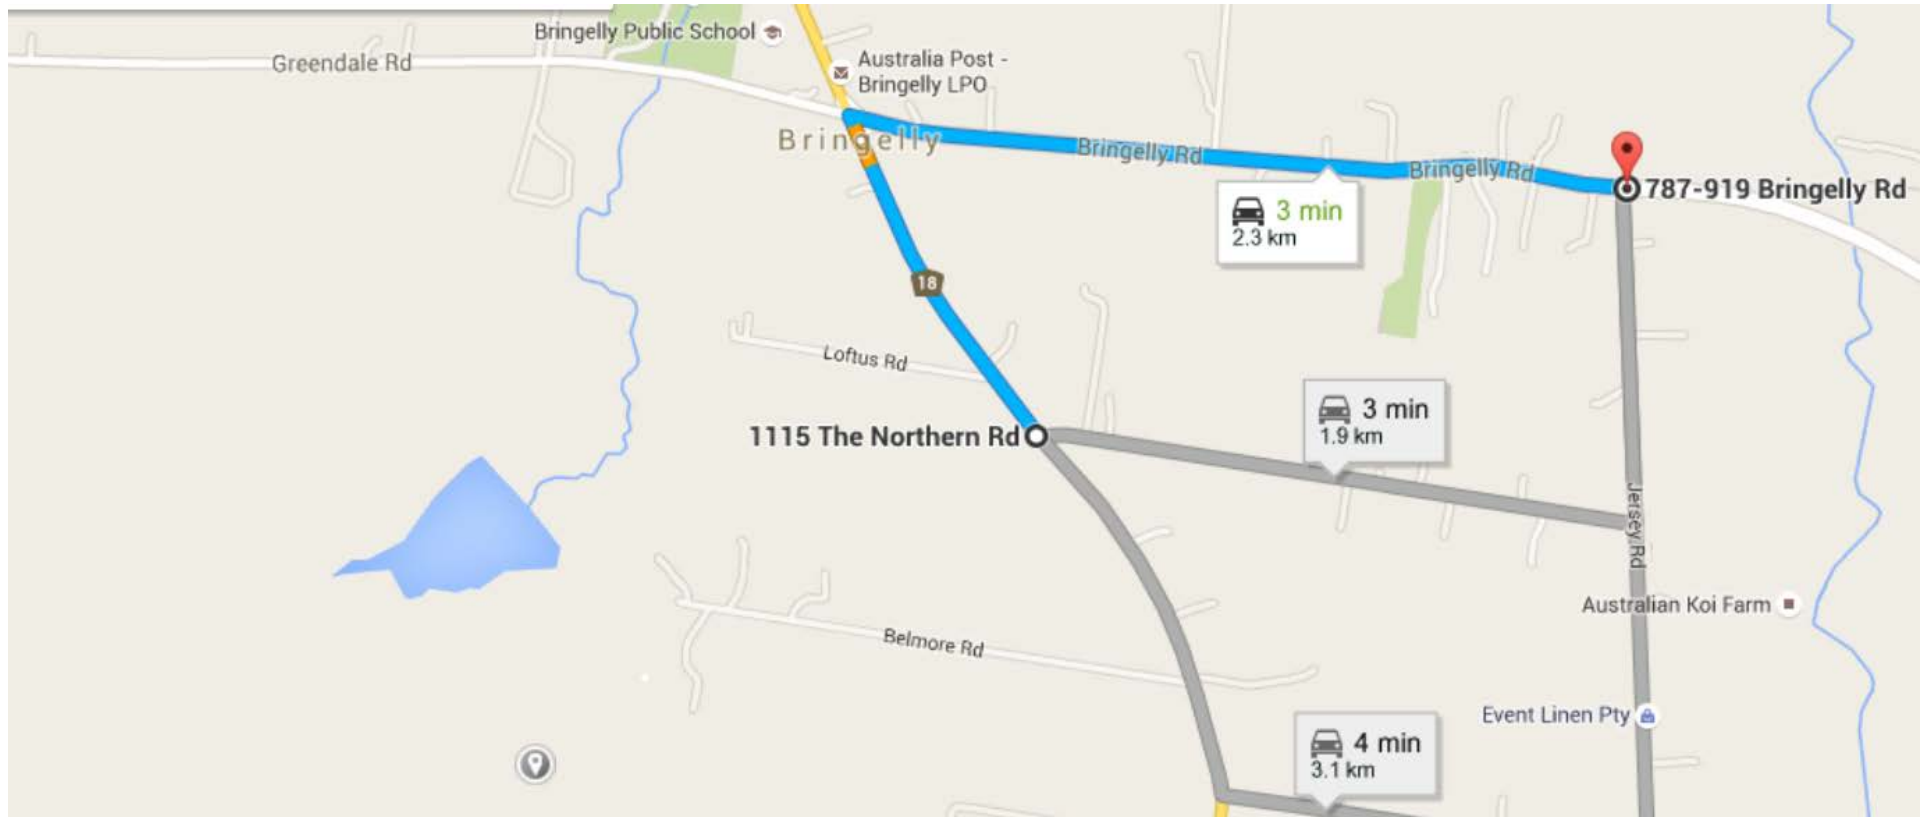 Bringelly Public School
Greendale Rd
Australia Post -
Bringelly LPO
Bringelly
Bringelly Rd
Bringelly Rd
787-919 Bringelly Rd
3 min
2.3 km
18
Loftus Rd
1115 The Northern Rd
3 min
1.9 km
Jersey Rd
Australian Koi Farm
Belmore Rd
Event Linen Pty
4 min
3.1 km